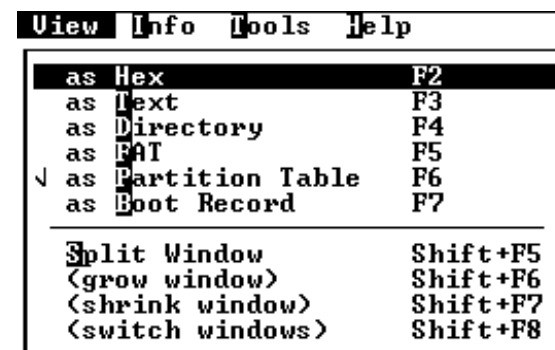 View Info Tools Help
as Hex F2
as Text F3
as Directory F4
as FAT F5
√ as Partition Table F6
as Boot Record F7
Split Window Shift+F5
(grow window) Shift+F6
(shrink window) Shift+F7
(switch windows) Shift+F8